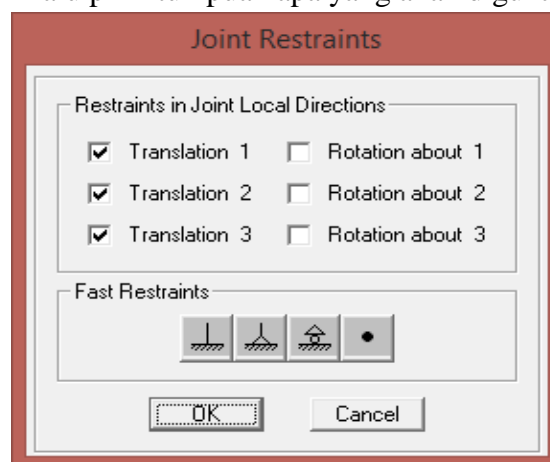 Joint Restraints
Restraints in Joint Local Directions
Translation 1 Rotation about 1
Translation 2 Rotation about 2
Translation 3 Rotation about 3
Fast Restraints
OK Cancel